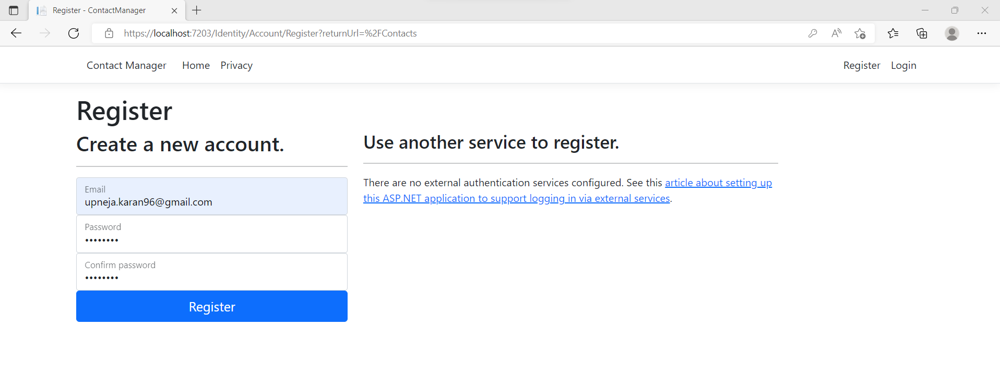 Register - ContactManager
https://localhost:7203/Identity/Account/Register?returnUrl=%2FContacts
Contact Manager Home Privacy Register Login
Register
Create a new account.
Email
upneja.karan96@gmail.com
Password
••••••••
Confirm password
••••••••
Register
Use another service to register.
There are no external authentication services configured. See this article about setting up
this ASP.NET application to support logging in via external services.